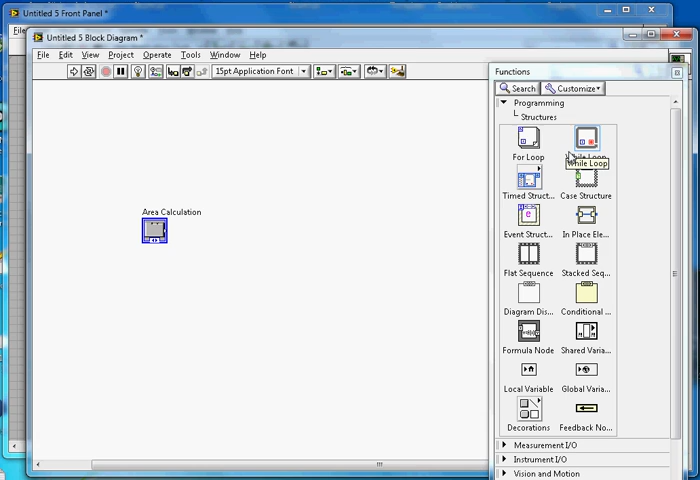 Untitled 5 Front Panel *
Untitled 5 Block Diagram *
File Edit View Project Operate Tools Window Help
15pt Application Font
Functions
Search Customize
Programming
Structures
For Loop While Loop
While Loop
Timed Struct... Case Structure
Event Struct... In Place Ele...
Flat Sequence Stacked Seq...
Diagram Dis... Conditional ...
Formula Node Shared Varia...
Local Variable Global Varia...
Decorations Feedback No...
Measurement I/O
Instrument I/O
Vision and Motion
Area Calculation